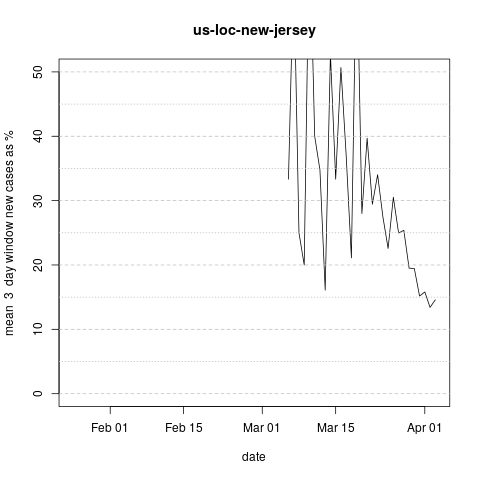 us-loc-new-jersey
mean 3 day window new cases as %
50
40
30
20
10
0
Feb 01 Feb 15 Mar 01 Mar 15 Apr 01
date